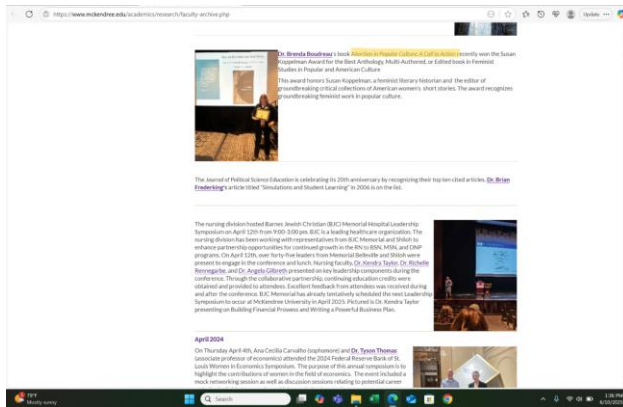 https://www.mckendree.edu/academics/research/faculty-archive.php
Update
Dr. Brenda Boudreau's book Abortion in Popular Culture: A Call to Action recently won the Susan
Koppelman Award for the Best Anthology, Multi-Authored, or Edited book in Feminist
Studies in Popular and American Culture
This award honors Susan Koppelman, a feminist literary historian and the editor of
groundbreaking critical collections of American women's short stories. The award recognizes
groundbreaking feminist work in popular culture.
The Journal of Political Science Education is celebrating its 20th anniversary by recognizing their top ten cited articles. Dr. Brian
Frederking's article titled "Simulations and Student Learning" in 2006 is on the list.
The nursing division hosted Barnes Jewish Christian (BJC) Memorial Hospital Leadership
Symposium on April 12th from 9:00-3:00 pm. BJC is a leading healthcare organization. The
nursing division has been working with representatives from BJC Memorial and Shiloh to
enhance partnership opportunities for continued growth in the RN to BSN, MSN, and DNP
programs. On April 12th, over forty-five leaders from Memorial Belleville and Shiloh were
present to engage in the conference and lunch. Nursing faculty, Dr. Kendra Taylor, Dr. Richelle
Rennegarbe, and Dr. Angela Gilbreth presented on key leadership components during the
conference. Through the collaborative partnership, continuing education credits were
obtained and provided to attendees. Excellent feedback from attendees was received during
and after the conference. BJC Memorial has already tentatively scheduled the next Leadership
Symposium to occur at McKendree University in April 2025. Pictured is Dr. Kendra Taylor
presenting on Building Financial Prowess and Writing a Powerful Business Plan.
April 2024
On Thursday April 4th, Ana Cecilia Carvalho (sophomore) and Dr. Tyson Thomas
(associate professor of economics) attended the 2024 Federal Reserve Bank of St.
Louis Women in Economics Symposium. The purpose of this annual symposium is to
highlight the contributions of women in the field of economics. The event included a
mock networking session as well as discussion sessions relating to potential career
Mostly sunny
Search
1:36 PM